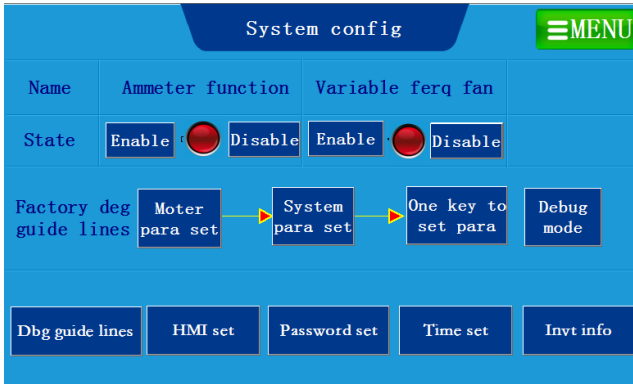 System config
MENU
Name Ammeter function Variable ferq fan
State Enable Disable Enable Disable
Factory deg guide lines
Moter para set
System para set
One key to set para
Debug mode
Dbg guide lines HMI set Password set Time set Invt info